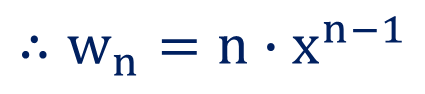 ∴ wₙ = n · xⁿ⁻¹